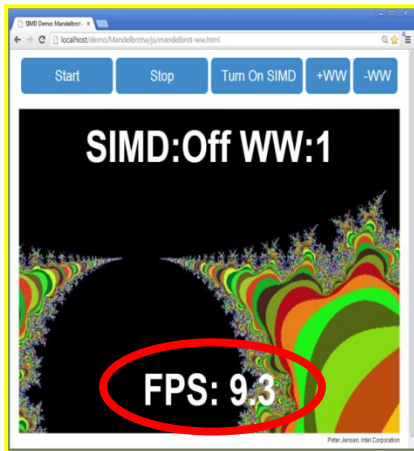 SIMD Demo: Mandelbrot
localhost/demo/Mandelbrotw/js/mandelbrot-ww.html
Start Stop Turn On SIMD +WW -WW
SIMD:Off WW:1
FPS: 9.3
Peter Jensen, Intel Corporation